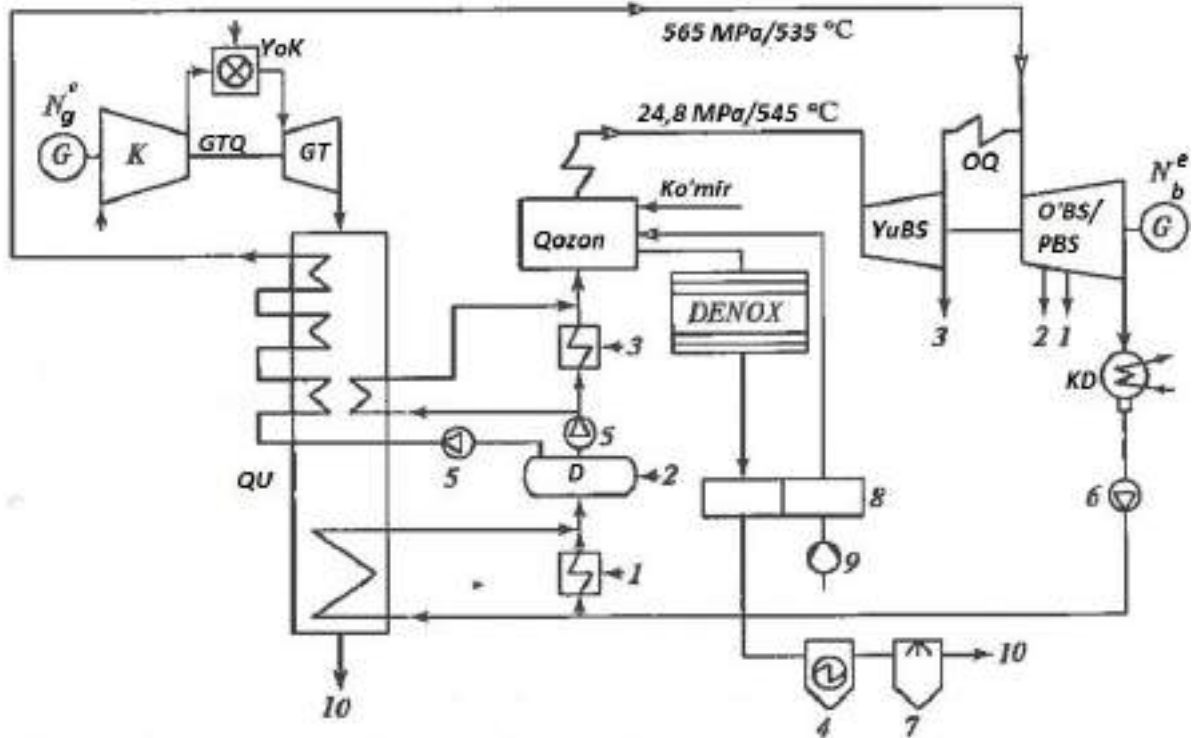 565 MPa/535 °C
YoK
N_g^e
24,8 MPa/545 °C
G
K
GTQ
GT
OQ
N_b^e
Ko'mir
Qozon
YuBS
O'BS/
PBS
G
DENOX
3
2
1
3
KD
5
5
D
2
QU
8
6
9
1
10
10
4
7